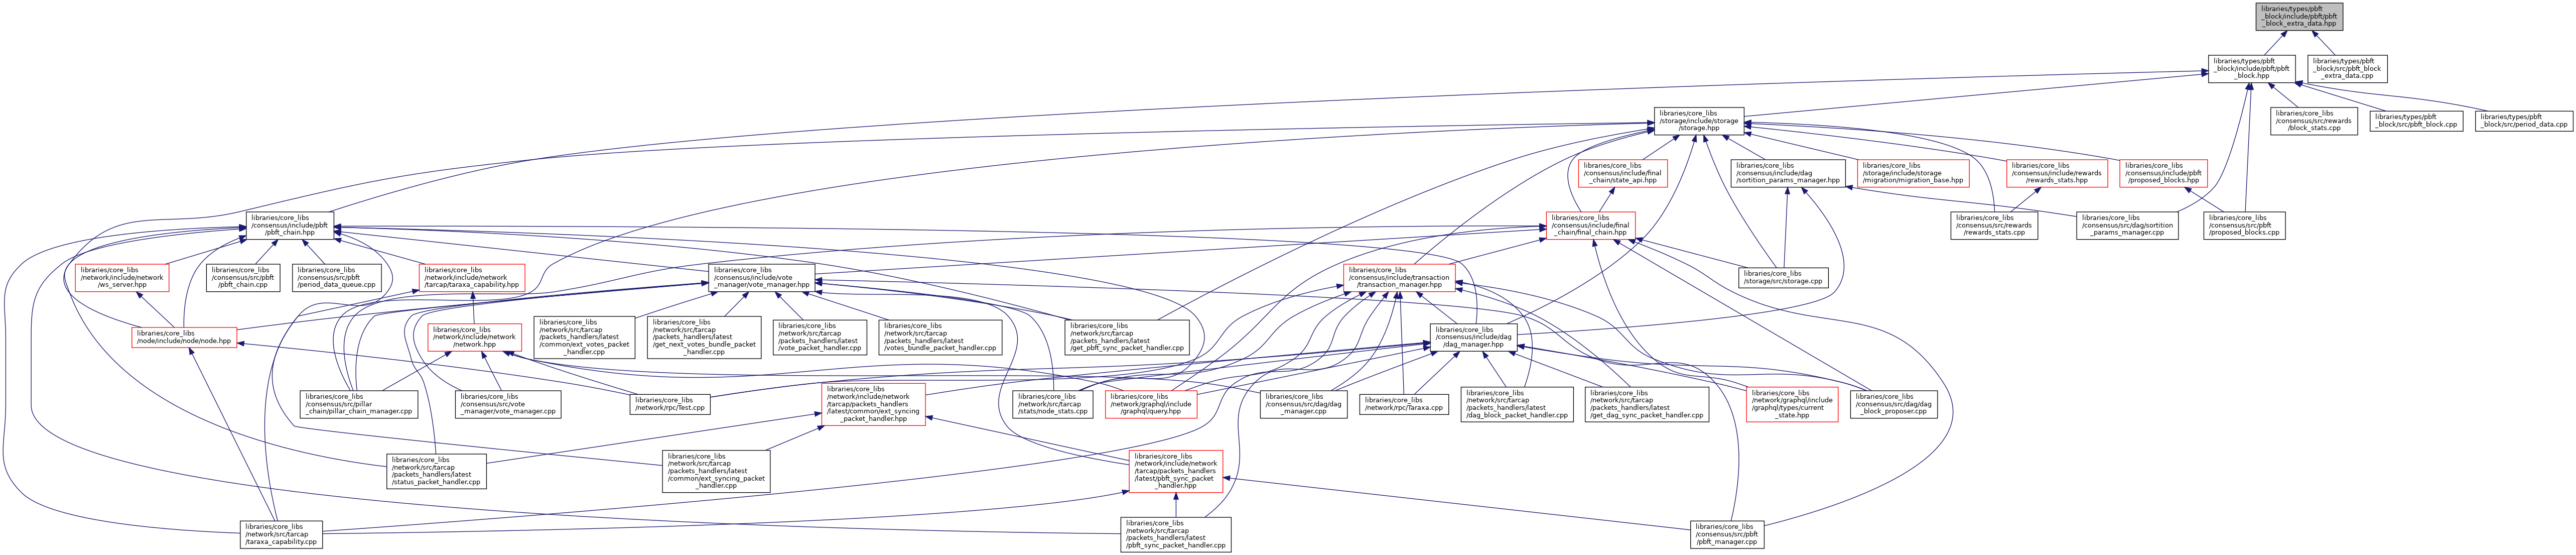 libraries/types/pbft
_block/include/pbft/pbft
_block_extra_data.hpp
libraries/types/pbft
_block/include/pbft/pbft
_block.hpp
libraries/types/pbft
_block/src/pbft_block
_extra_data.cpp
libraries/core_libs
/storage/include/storage
/storage.hpp
libraries/core_libs
/consensus/src/rewards
/block_stats.cpp
libraries/types/pbft
_block/src/pbft_block.cpp
libraries/types/pbft
_block/src/period_data.cpp
libraries/core_libs
/consensus/include/final
_chain/state_api.hpp
libraries/core_libs
/consensus/include/dag
/sortition_params_manager.hpp
libraries/core_libs
/storage/include/storage
/migration/migration_base.hpp
libraries/core_libs
/consensus/include/rewards
/rewards_stats.hpp
libraries/core_libs
/consensus/include/pbft
/proposed_blocks.hpp
libraries/core_libs
/consensus/include/pbft
/pbft_chain.hpp
libraries/core_libs
/consensus/include/final
_chain/final_chain.hpp
libraries/core_libs
/consensus/src/rewards
/rewards_stats.cpp
libraries/core_libs
/consensus/src/dag/sortition
_params_manager.cpp
libraries/core_libs
/consensus/src/pbft
/proposed_blocks.cpp
libraries/core_libs
/network/include/network
/ws_server.hpp
libraries/core_libs
/consensus/src/pbft
/pbft_chain.cpp
libraries/core_libs
/consensus/src/pbft
/period_data_queue.cpp
libraries/core_libs
/network/include/network
/tarcap/taraxa_capability.hpp
libraries/core_libs
/consensus/include/vote
_manager/vote_manager.hpp
libraries/core_libs
/consensus/include/transaction
/transaction_manager.hpp
libraries/core_libs
/storage/src/storage.cpp
libraries/core_libs
/node/include/node/node.hpp
libraries/core_libs
/network/include/network
/network.hpp
libraries/core_libs
/network/src/tarcap
/packets_handlers/latest
/common/ext_votes_packet
_handler.cpp
libraries/core_libs
/network/src/tarcap
/packets_handlers/latest
/get_next_votes_bundle_packet
_handler.cpp
libraries/core_libs
/network/src/tarcap
/packets_handlers/latest
/vote_packet_handler.cpp
libraries/core_libs
/network/src/tarcap
/packets_handlers/latest
/votes_bundle_packet_handler.cpp
libraries/core_libs
/network/src/tarcap
/packets_handlers/latest
/get_pbft_sync_packet_handler.cpp
libraries/core_libs
/consensus/include/dag
/dag_manager.hpp
libraries/core_libs
/consensus/src/pillar
_chain/pillar_chain_manager.cpp
libraries/core_libs
/consensus/src/vote
_manager/vote_manager.cpp
libraries/core_libs
/network/rpc/Test.cpp
libraries/core_libs
/network/include/network
/tarcap/packets_handlers
/latest/common/ext_syncing
_packet_handler.hpp
libraries/core_libs
/network/src/tarcap
/stats/node_stats.cpp
libraries/core_libs
/network/graphql/include
/graphql/query.hpp
libraries/core_libs
/consensus/src/dag/dag
_manager.cpp
libraries/core_libs
/network/rpc/Taraxa.cpp
libraries/core_libs
/network/src/tarcap
/packets_handlers/latest
/dag_block_packet_handler.cpp
libraries/core_libs
/network/src/tarcap
/packets_handlers/latest
/get_dag_sync_packet_handler.cpp
libraries/core_libs
/network/graphql/include
/graphql/types/current
_state.hpp
libraries/core_libs
/consensus/src/dag/dag
_block_proposer.cpp
libraries/core_libs
/network/src/tarcap
/packets_handlers/latest
/status_packet_handler.cpp
libraries/core_libs
/network/src/tarcap
/packets_handlers/latest
/common/ext_syncing_packet
_handler.cpp
libraries/core_libs
/network/include/network
/tarcap/packets_handlers
/latest/pbft_sync_packet
_handler.hpp
libraries/core_libs
/network/src/tarcap
/taraxa_capability.cpp
libraries/core_libs
/network/src/tarcap
/packets_handlers/latest
/pbft_sync_packet_handler.cpp
libraries/core_libs
/consensus/src/pbft
/pbft_manager.cpp